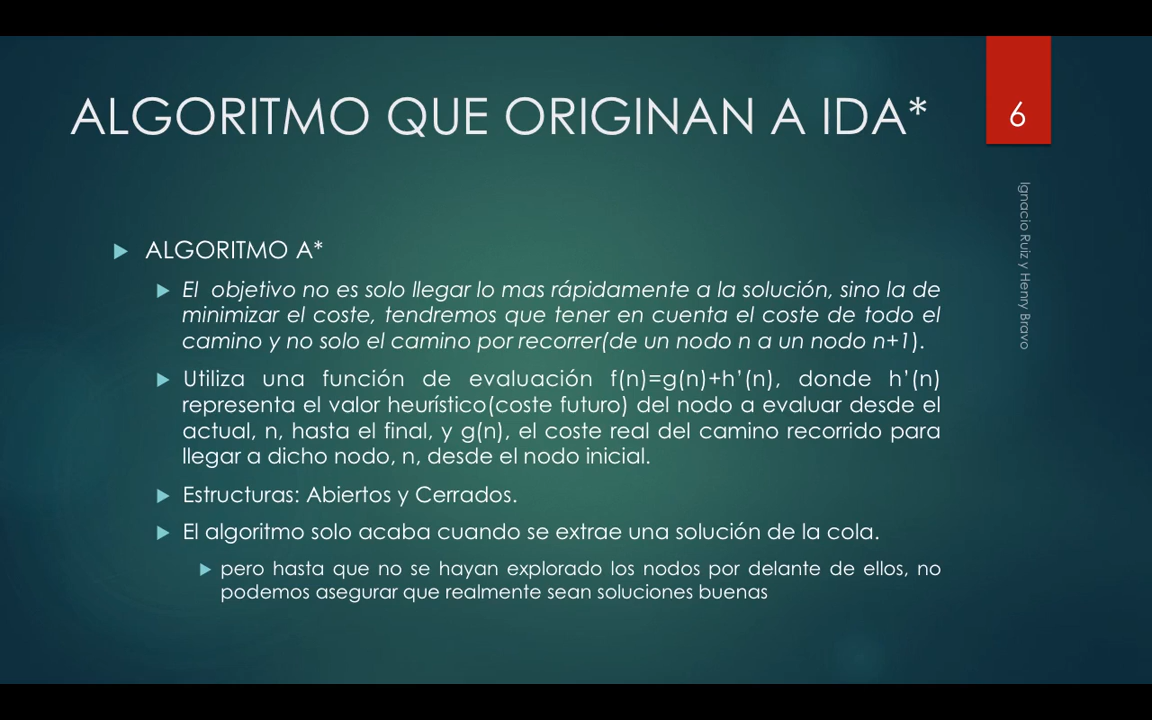 ALGORITMO QUE ORIGINAN A IDA*
6
Ignacio Ruiz y Henry Bravo
ALGORITMO A*
El  objetivo no es solo llegar lo mas rápidamente a la solución, sino la de
minimizar el coste, tendremos que tener en cuenta el coste de todo el
camino y no solo el camino por recorrer(de un nodo n a un nodo n+1).
Utiliza una función de evaluación f(n)=g(n)+h'(n), donde h'(n)
representa el valor heurístico(coste futuro) del nodo a evaluar desde el
actual, n, hasta el final, y g(n), el coste real del camino recorrido para
llegar a dicho nodo, n, desde el nodo inicial.
Estructuras: Abiertos y Cerrados.
El algoritmo solo acaba cuando se extrae una solución de la cola.
pero hasta que no se hayan explorado los nodos por delante de ellos, no
podemos asegurar que realmente sean soluciones buenas